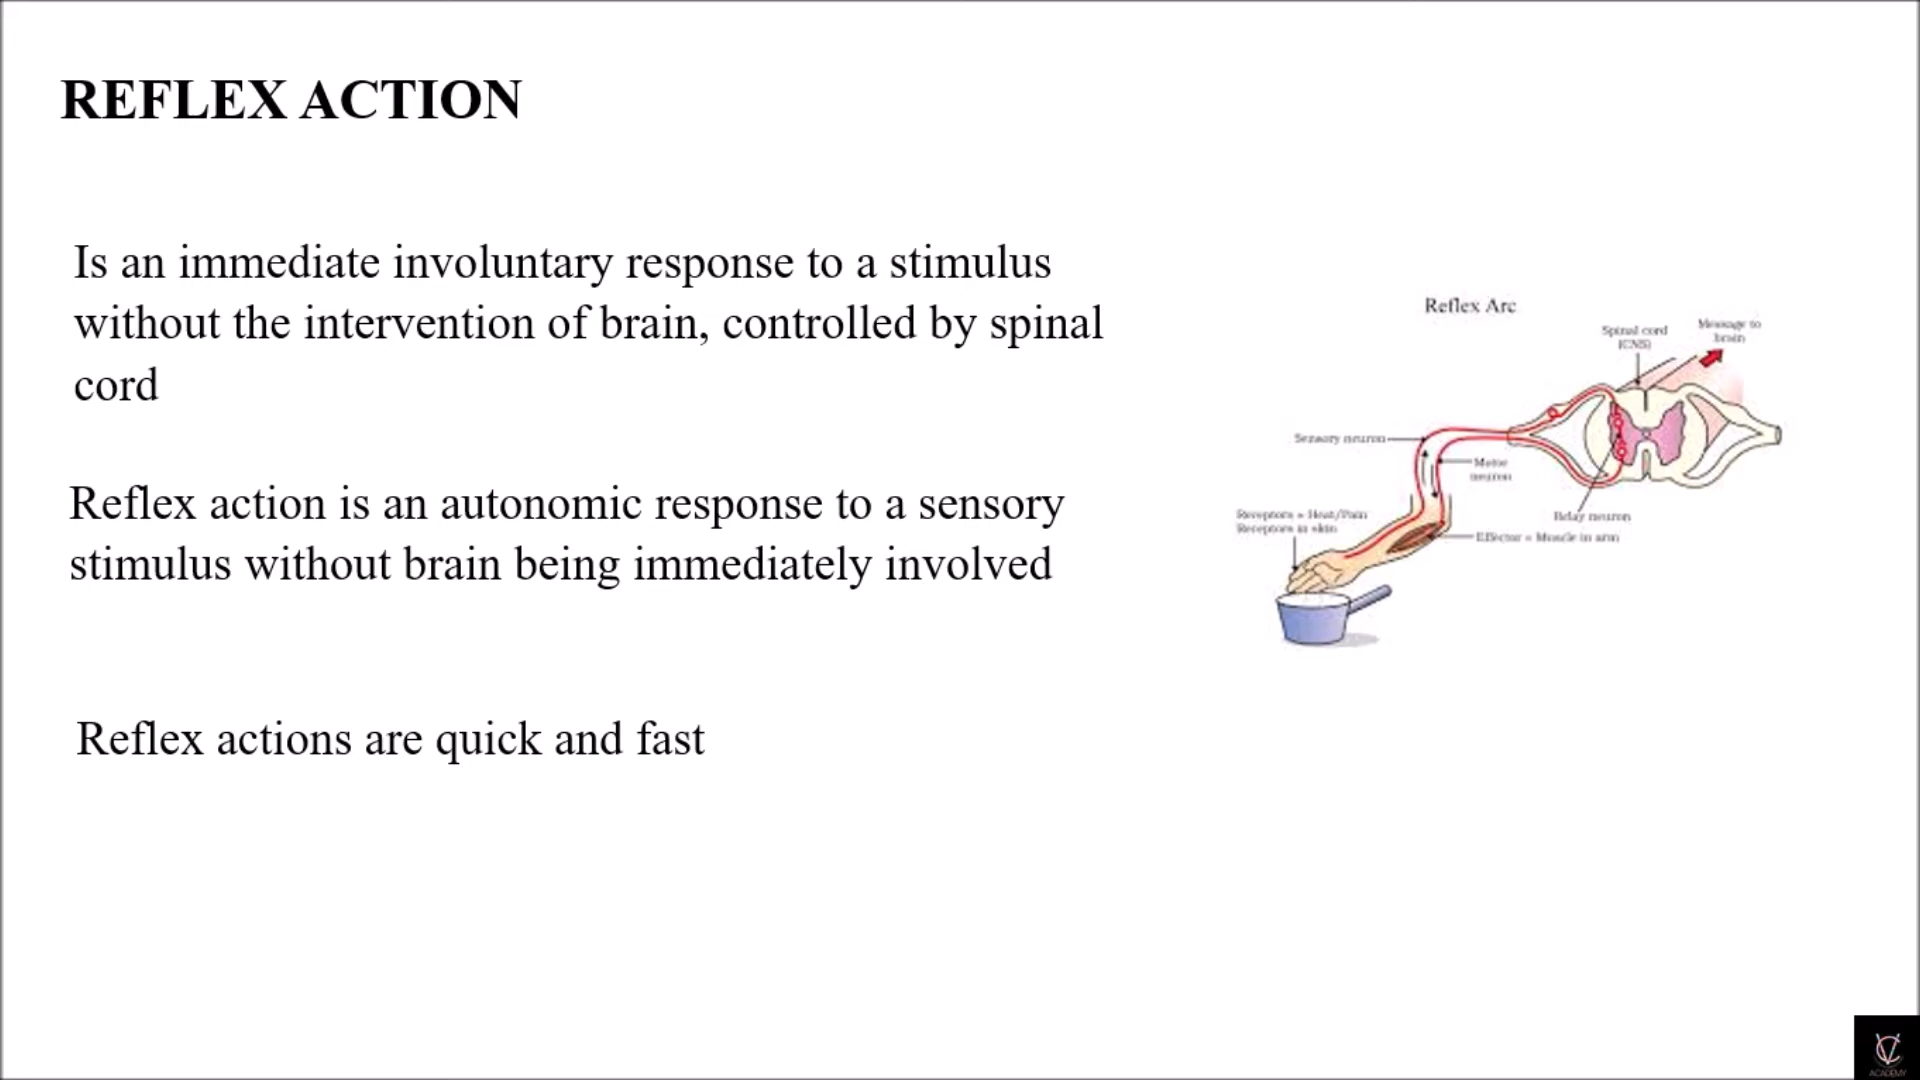 REFLEX ACTION
Is an immediate involuntary response to a stimulus
without the intervention of brain, controlled by spinal
cord
Reflex action is an autonomic response to a sensory
stimulus without brain being immediately involved
Reflex actions are quick and fast
Reflex Arc
Spinal cord
(CNS)
Message to
brain
Sensory neuron
Motor
neuron
Receptors = Heat/Pain
Receptors in skin
Relay neuron
Effector = Muscle in arm
ACADEMY